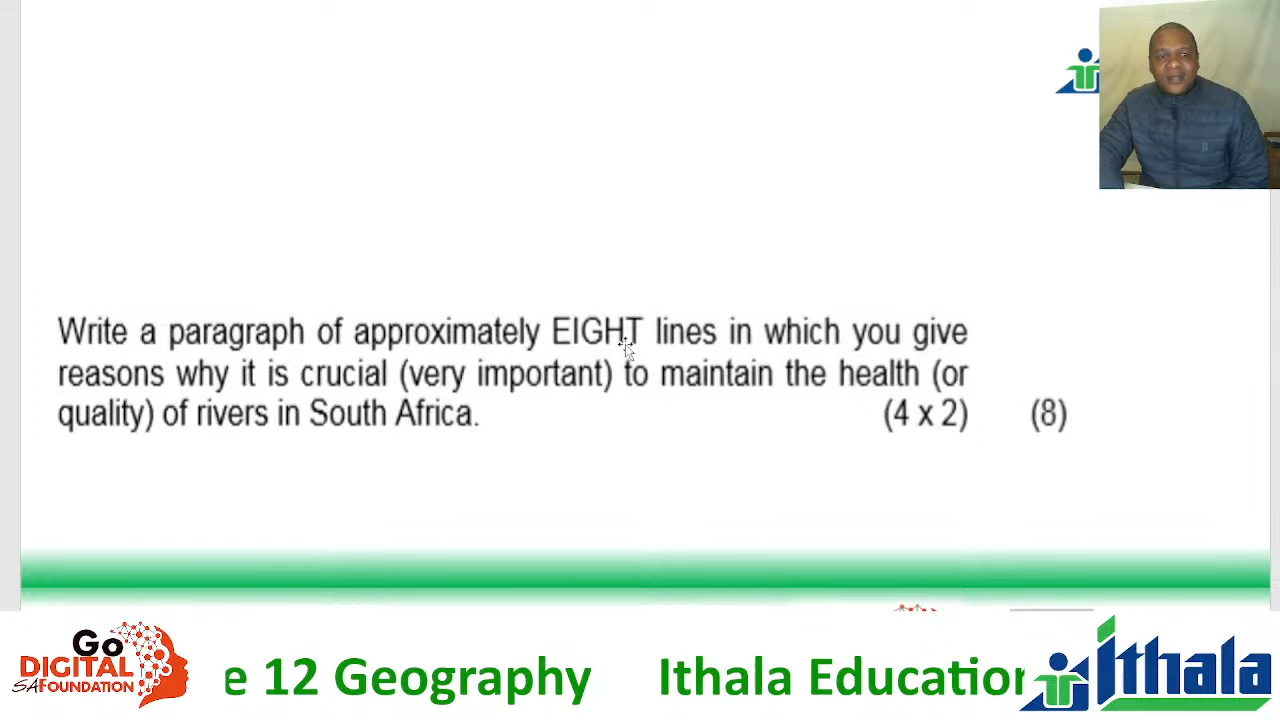 Write a paragraph of approximately EIGHT lines in which you give
reasons why it is crucial (very important) to maintain the health (or
quality) of rivers in South Africa. (4 x 2) (8)
Go
DIGITAL
SA FOUNDATION
e 12 Geography Ithala Education
Ithala